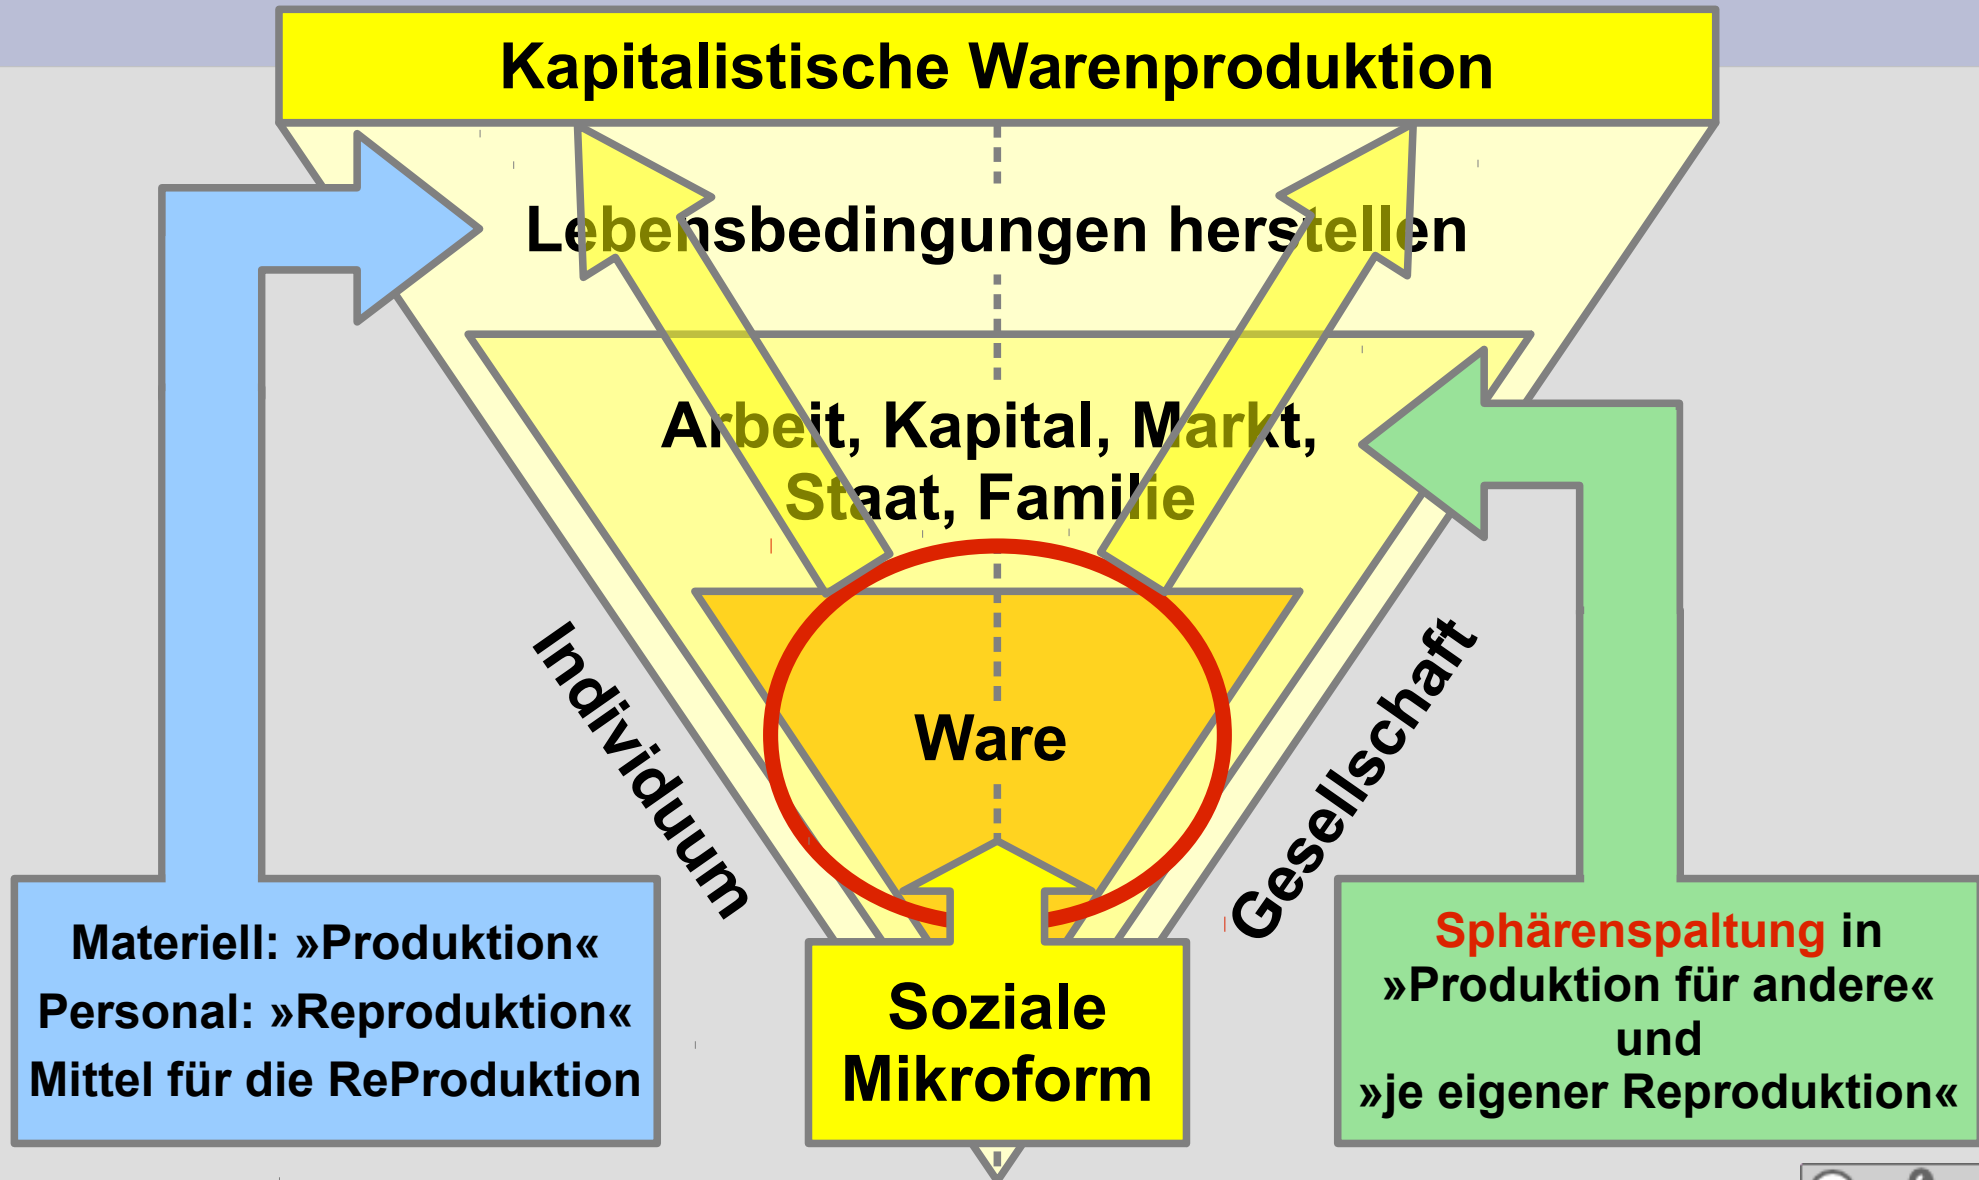 Kapitalistische Warenproduktion
Lebensbedingungen herstellen
Arbeit, Kapital, Markt,
Staat, Familie
Individuum
Gesellschaft
Ware
Materiell: »Produktion«
Personal: »Reproduktion«
Mittel für die ReProduktion
Soziale
Mikroform
Sphärenspaltung in
»Produktion für andere«
und
»je eigener Reproduktion«